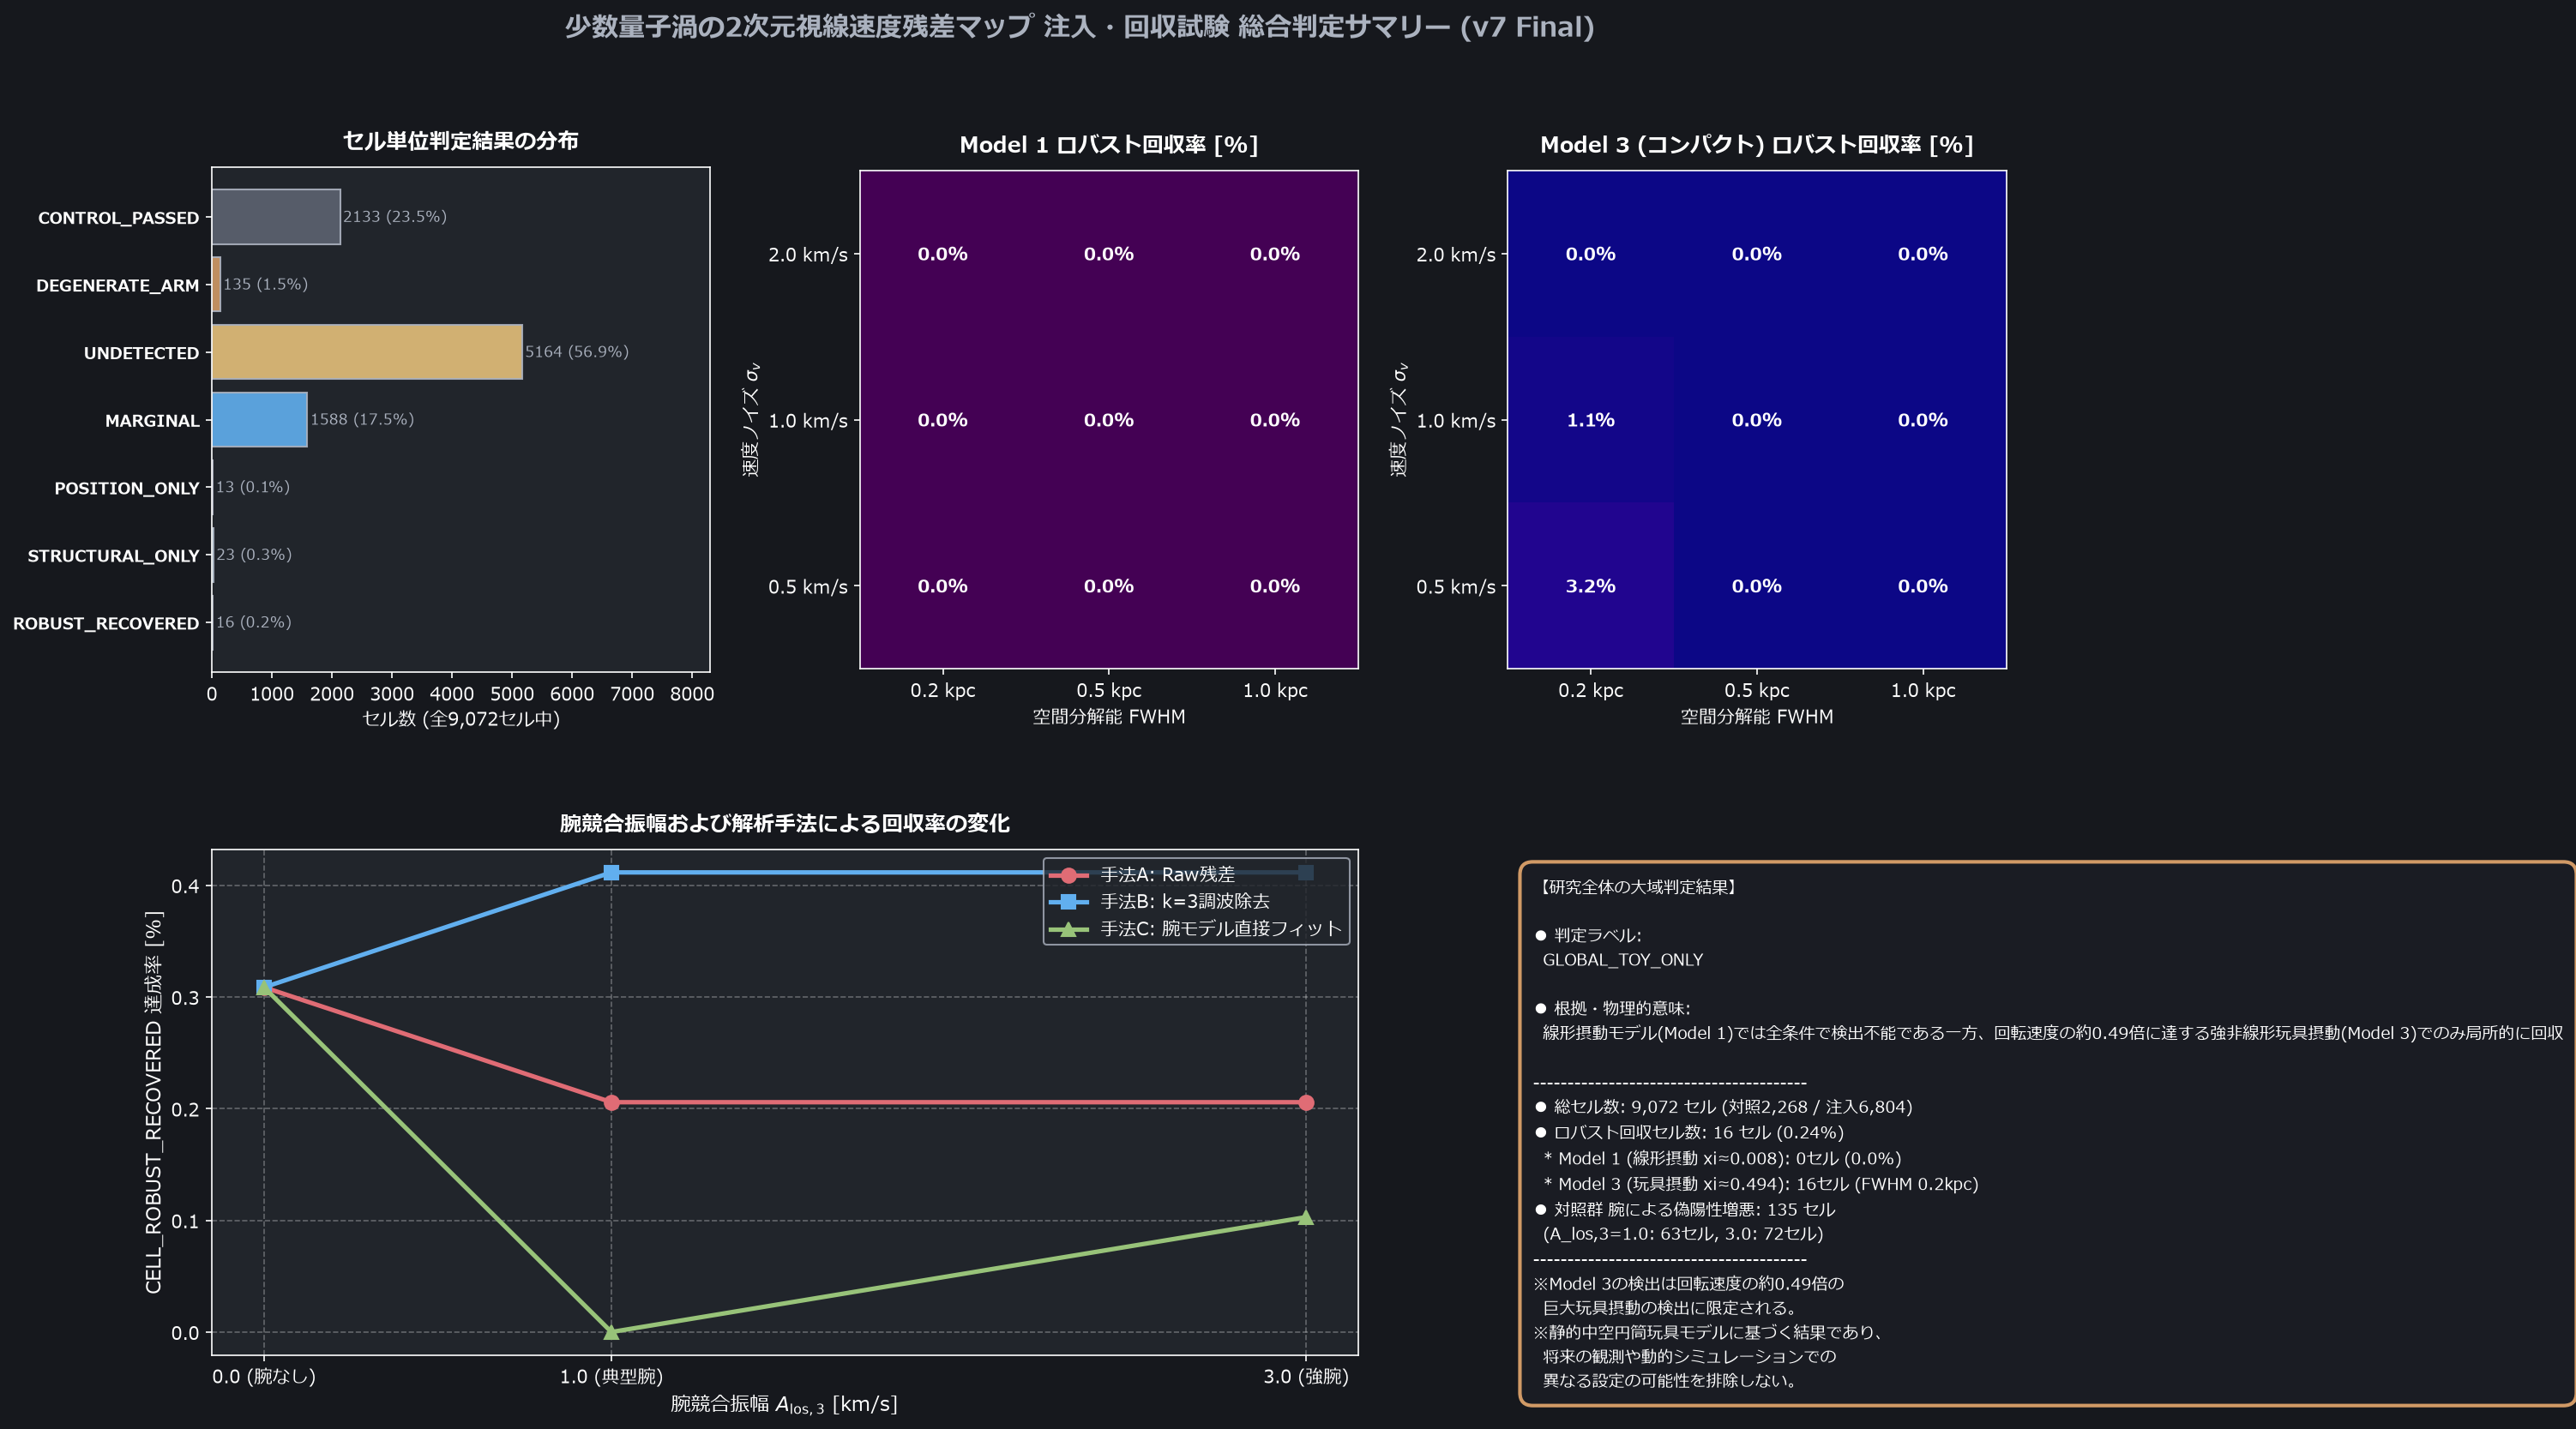 少数量子渦の2次元視線速度残差マップ 注入・回収試験 総合判定サマリー (v7 Final)
セル単位判定結果の分布
CONTROL_PASSED
2133 (23.5%)
DEGENERATE_ARM
135 (1.5%)
UNDETECTED
5164 (56.9%)
MARGINAL
1588 (17.5%)
POSITION_ONLY
13 (0.1%)
STRUCTURAL_ONLY
23 (0.3%)
ROBUST_RECOVERED
16 (0.2%)
0 1000 2000 3000 4000 5000 6000 7000 8000
セル数 (全9,072セル中)
Model 1 ロバスト回収率 [%]
速度ノイズ σv
2.0 km/s
0.0% 0.0% 0.0%
1.0 km/s
0.0% 0.0% 0.0%
0.5 km/s
0.0% 0.0% 0.0%
0.2 kpc 0.5 kpc 1.0 kpc
空間分解能 FWHM
Model 3 (コンパクト) ロバスト回収率 [%]
速度ノイズ σv
2.0 km/s
0.0% 0.0% 0.0%
1.0 km/s
1.1% 0.0% 0.0%
0.5 km/s
3.2% 0.0% 0.0%
0.2 kpc 0.5 kpc 1.0 kpc
空間分解能 FWHM
腕競合振幅および解析手法による回収率の変化
CELL_ROBUST_RECOVERED 達成率 [%]
0.4
0.3
0.2
0.1
0.0
手法A: Raw残差
手法B: k=3調波除去
手法C: 腕モデル直接フィット
0.0 (腕なし) 1.0 (典型腕) 3.0 (強腕)
腕競合振幅 Alos, 3 [km/s]
【研究全体の大域判定結果】
● 判定ラベル:
GLOBAL_TOY_ONLY
● 根拠・物理的意味:
線形摂動モデル(Model 1)では全条件で検出不能である一方、回転速度の約0.49倍に達する強非線形玩具摂動(Model 3)でのみ局所的に回収
----------------------------------------
● 総セル数: 9,072 セル (対照2,268 / 注入6,804)
● ロバスト回収セル数: 16 セル (0.24%)
* Model 1 (線形摂動 xi≈0.008): 0セル (0.0%)
* Model 3 (玩具摂動 xi≈0.494): 16セル (FWHM 0.2kpc)
● 対照群 腕による偽陽性増悪: 135 セル
(A_los,3=1.0: 63セル, 3.0: 72セル)
----------------------------------------
※Model 3の検出は回転速度の約0.49倍の
巨大玩具摂動の検出に限定される。
※静的中空円筒玩具モデルに基づく結果であり、
将来の観測や動的シミュレーションでの
異なる設定の可能性を排除しない。